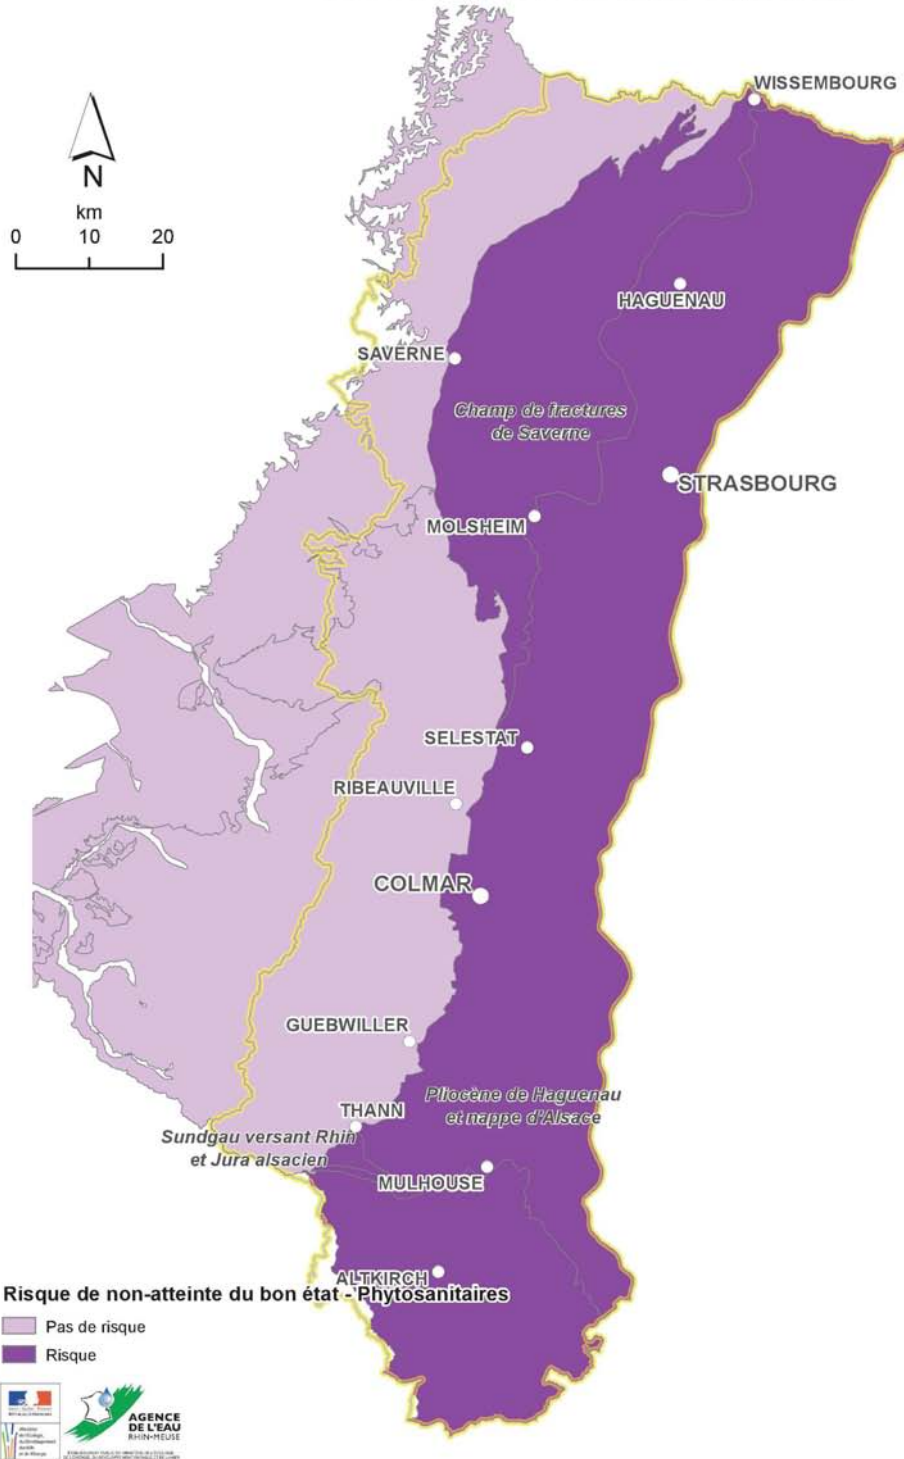 WISSEMBOURG
N
km
0 10 20
HAGUENAU
SAVERNE
Champ de fractures
de Saverne
STRASBOURG
MOLSHEIM
SELESTAT
RIBEAUVILLE
COLMAR
GUEBWILLER
Pliocène de Haguenau
et nappe d'Alsace
THANN
Sundgau versant Rhin
et Jura alsacien
MULHOUSE
ALTKIRCH
Risque de non-atteinte du bon état - Phytosanitaires
Pas de risque
Risque
AGENCE
DE L'EAU
RHIN-MEUSE